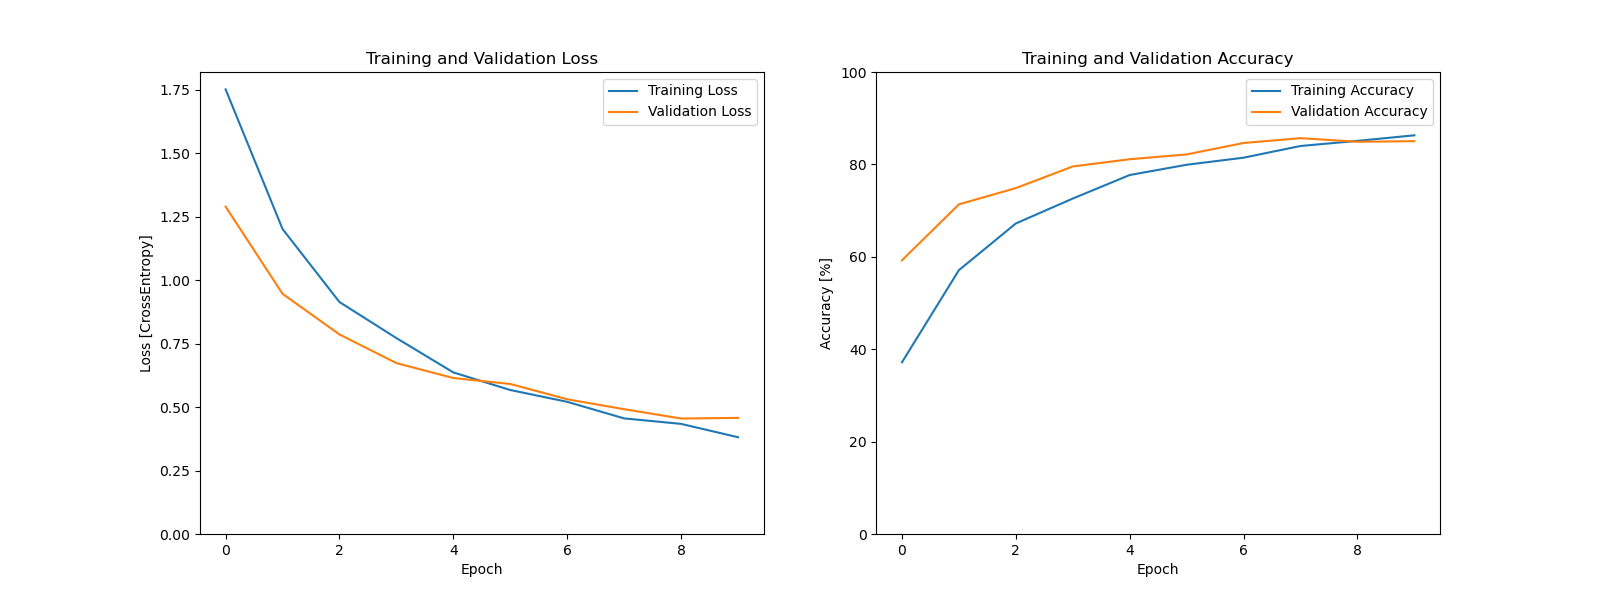 Training and Validation Loss
Training Loss
Validation Loss
1.75
1.50
1.25
1.00
0.75
0.50
0.25
0.00
Loss [CrossEntropy]
0 2 4 6 8
Epoch
Training and Validation Accuracy
Training Accuracy
Validation Accuracy
100
80
60
40
20
0
Accuracy [%]
0 2 4 6 8
Epoch